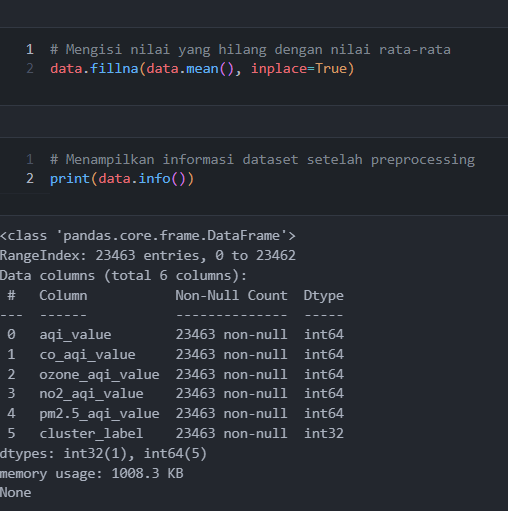 1 # Mengisi nilai yang hilang dengan nilai rata-rata
2 data.fillna(data.mean(), inplace=True)
1 # Menampilkan informasi dataset setelah preprocessing
2 print(data.info())
<class 'pandas.core.frame.DataFrame'>
RangeIndex: 23463 entries, 0 to 23462
Data columns (total 6 columns):
 #   Column           Non-Null Count  Dtype
---  ------           --------------  -----
 0   aqi_value        23463 non-null  int64
 1   co_aqi_value     23463 non-null  int64
 2   ozone_aqi_value  23463 non-null  int64
 3   no2_aqi_value    23463 non-null  int64
 4   pm2.5_aqi_value  23463 non-null  int64
 5   cluster_label    23463 non-null  int32
dtypes: int32(1), int64(5)
memory usage: 1008.3 KB
None